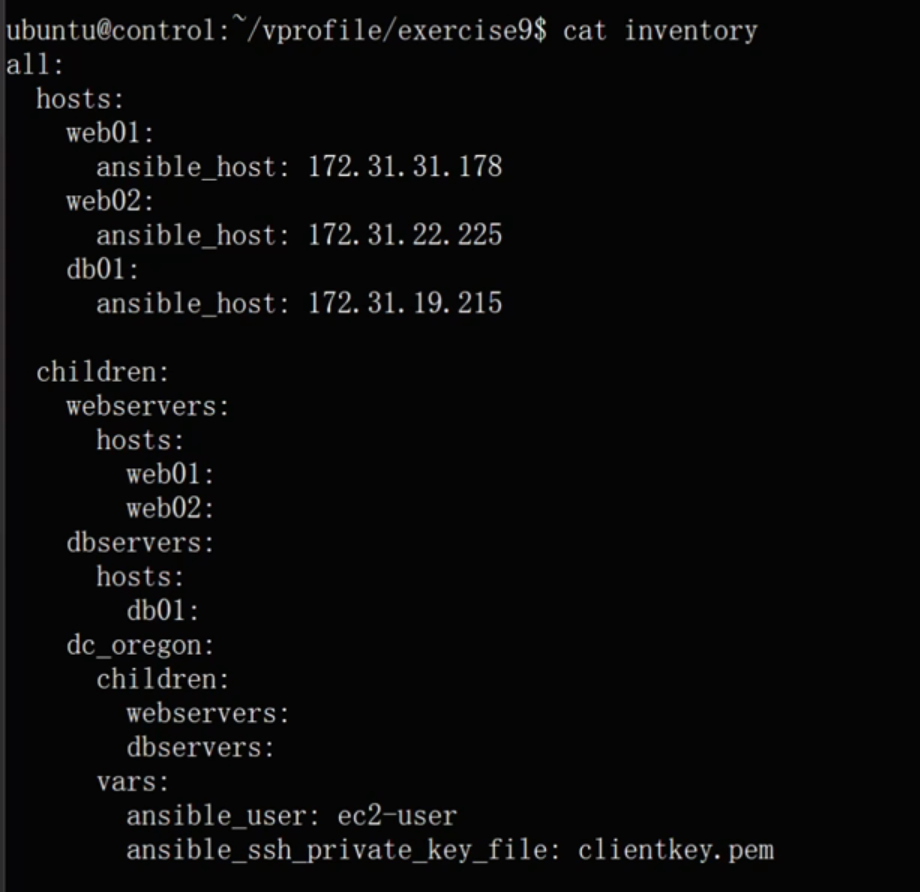 ubuntu@control:~/vprofile/exercise9$ cat inventory
all:
  hosts:
    web01:
      ansible_host: 172.31.31.178
    web02:
      ansible_host: 172.31.22.225
    db01:
      ansible_host: 172.31.19.215

  children:
    webservers:
      hosts:
        web01:
        web02:
    dbservers:
      hosts:
        db01:
    dc_oregon:
      children:
        webservers:
        dbservers:
      vars:
        ansible_user: ec2-user
        ansible_ssh_private_key_file: clientkey.pem